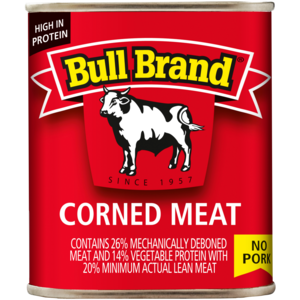 HIGH IN
PROTEIN
Bull Brand
SINCE 1957
CORNED MEAT
CONTAINS 26% MECHANICALLY DEBONED
MEAT AND 14% VEGETABLE PROTEIN WITH
20% MINIMUM ACTUAL LEAN MEAT
NO
PORK